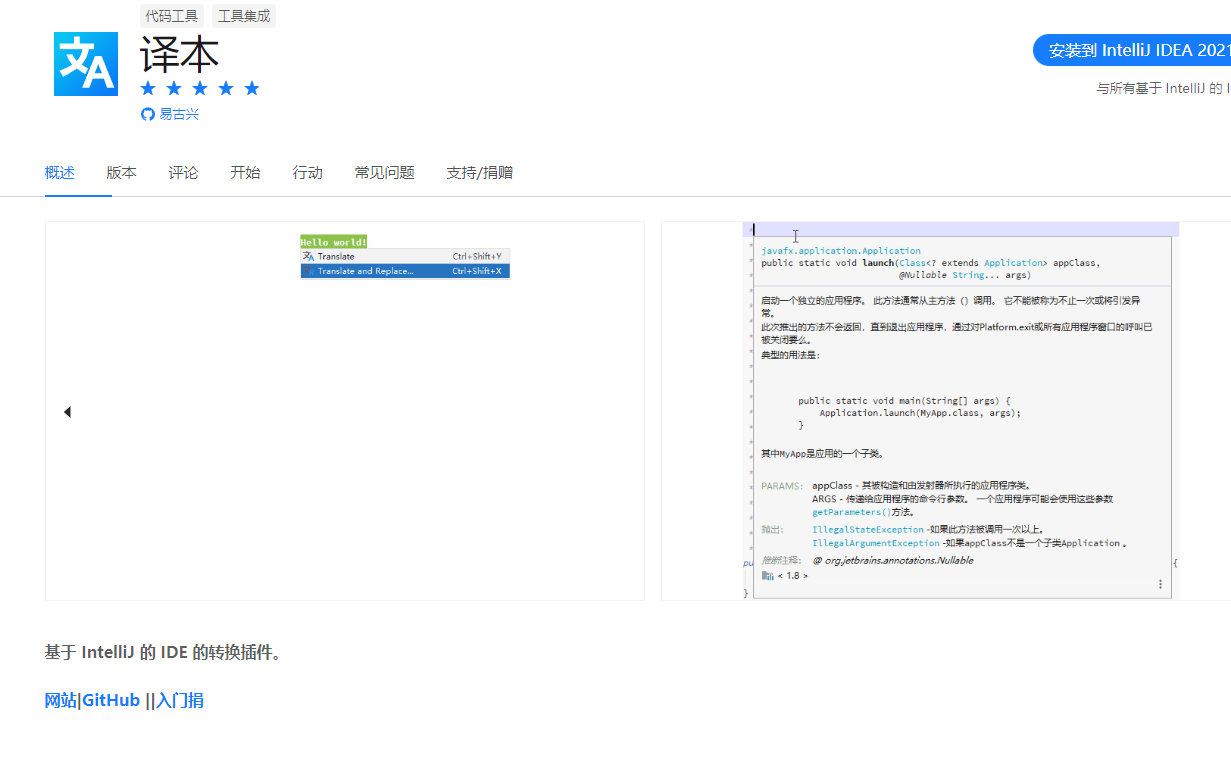 代码工具 工具集成
译本
易古兴
安装到 IntelliJ IDEA 2021
与所有基于 IntelliJ 的 I
概述 版本 评论 开始 行动 常见问题 支持/捐赠
Hello world!
Translate Ctrl+Shift+Y
Translate and Replace... Ctrl+Shift+X
javafx.application.Application
public static void launch(Class<? extends Application> appClass,
@Nullable String... args)
启动一个独立的应用程序。 此方法通常从主方法（）调用。 它不能被称为不止一次或将引发异
常。
此次推出的方法不会返回，直到退出应用程序，通过对Platform.exit或所有应用程序窗口的呼叫已
被关闭要么。
典型的用法是：
public static void main(String[] args) {
Application.launch(MyApp.class, args);
}
其中MyApp是应用的一个子类。
PARAMS: appClass - 其被构造和由发射器所执行的应用程序类。
ARGS - 传递给应用程序的命令行参数。 一个应用程序可能会使用这些参数
getParameters()方法。
抛出: IllegalStateException -如果此方法被调用一次以上。
IllegalArgumentException -如果appClass不是一个子类Application 。
推断注释: @ org.jetbrains.annotations.Nullable
pu {
< 1.8 >
}
基于 IntelliJ 的 IDE 的转换插件。
网站|GitHub ||入门捐